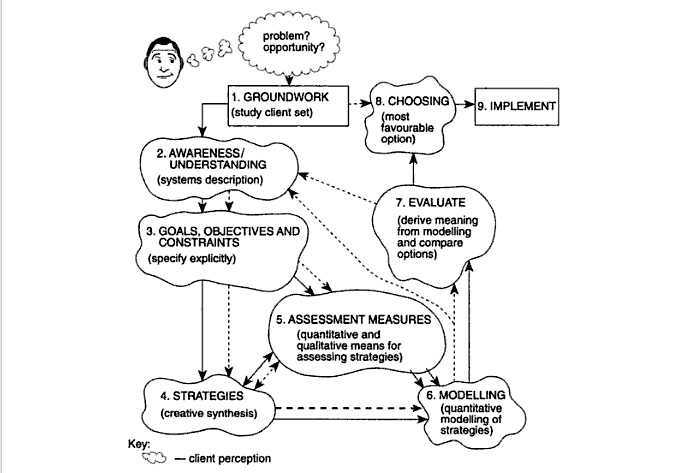 problem?
opportunity?
1. GROUNDWORK
(study client set)
8. CHOOSING
(most
favourable
option)
9. IMPLEMENT
2. AWARENESS/
UNDERSTANDING
(systems description)
7. EVALUATE
(derive meaning
from modelling
and compare
options)
3. GOALS, OBJECTIVES AND
CONSTRAINTS
(specify explicitly)
5. ASSESSMENT MEASURES
(quantitative and
qualitative means for
assessing strategies)
4. STRATEGIES
(creative synthesis)
6. MODELLING
(quantitative
modelling of
strategies)
Key:
— client perception